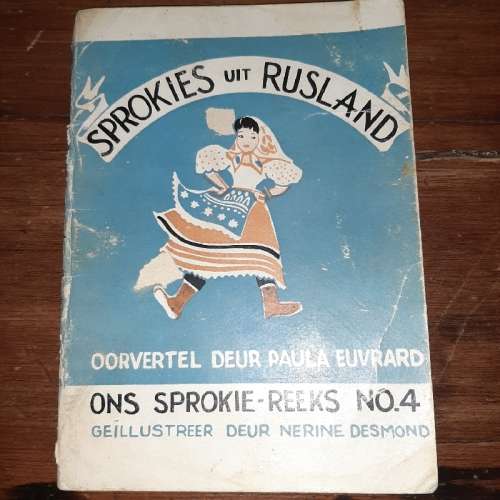 SPROKIES UIT RUSLAND
OORVERTEL DEUR PAULA EUVRARD
ONS SPROKIE-REEKS NO.4
GEÏLLUSTREER DEUR NERINE DESMOND